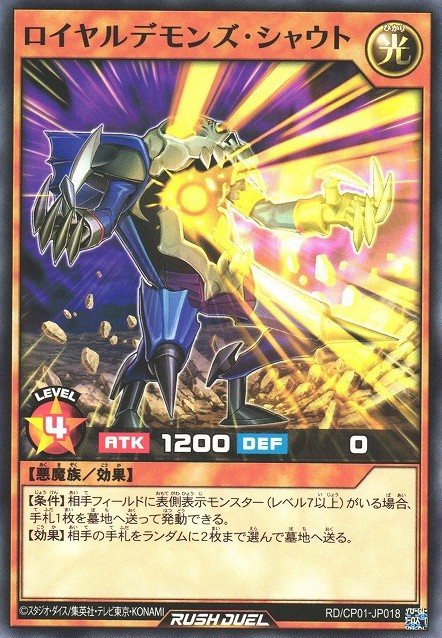 ロイヤルデモンズ・シャウト
ひかり
光
LEVEL
4
ATK 1200 DEF 0
【悪魔族/効果】
【条件】相手フィールドに表側表示モンスター(レベル7以上)がいる場合、
手札1枚を墓地へ送って発動できる。
【効果】相手の手札をランダムに2枚まで選んで墓地へ送る。
©スタジオ・ダイス/集英社・テレビ東京・KONAMI
RUSH DUEL
RD/CP01-JP018